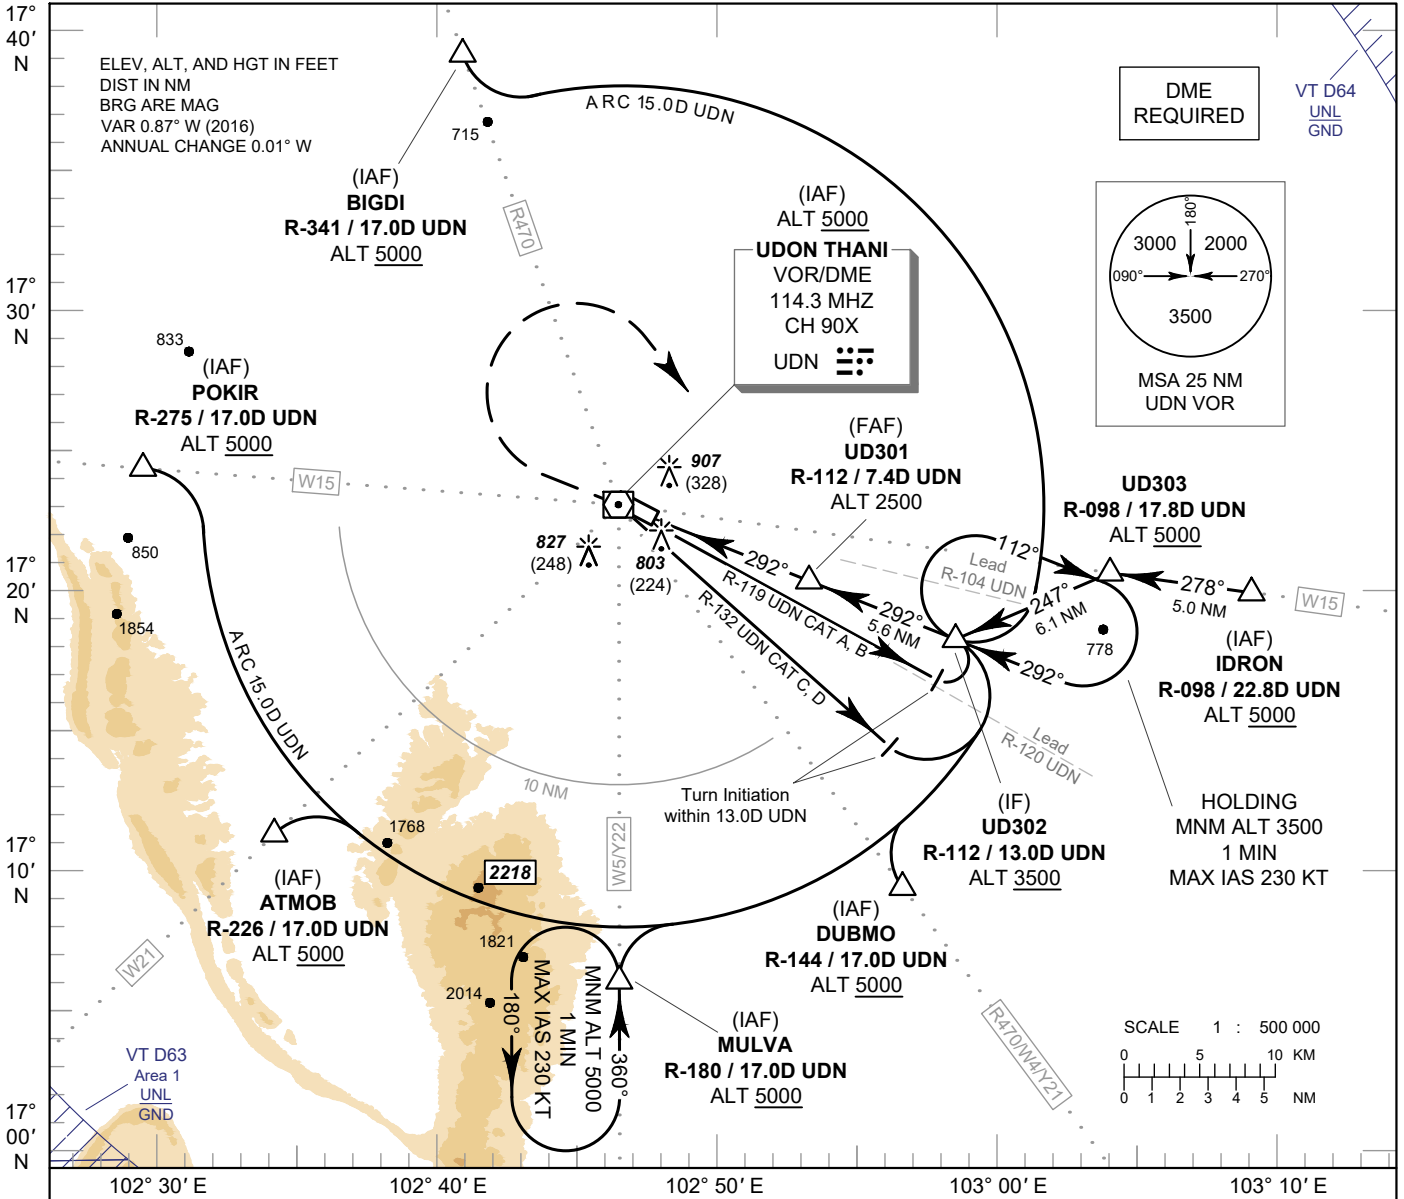 17°
40′
N
ELEV, ALT, AND HGT IN FEET
DIST IN NM
BRG ARE MAG
VAR 0.87° W (2016)
ANNUAL CHANGE 0.01° W
715
ARC 15.0D UDN
DME
REQUIRED
VT D64
UNL
GND
(IAF)
BIGDI
R-341 / 17.0D UDN
ALT 5000
R470
(IAF)
ALT 5000
UDON THANI
VOR/DME
114.3 MHZ
CH 90X
UDN
180°
3000
2000
090°
270°
3500
MSA 25 NM
UDN VOR
17°
30′
N
833
(IAF)
POKIR
R-275 / 17.0D UDN
ALT 5000
W15
907
(328)
(FAF)
UD301
R-112 / 7.4D UDN
ALT 2500
UD303
R-098 / 17.8D UDN
ALT 5000
850
827
(248)
803
(224)
292°
112°
Lead
R-104 UDN
278°
5.0 NM
W15
17°
20′
N
1854
R-119 UDN CAT A, B
292°
5.6 NM
247°
6.1 NM
778
R-132 UDN CAT C, D
292°
(IAF)
IDRON
R-098 / 22.8D UDN
ALT 5000
ARC 15.0D UDN
Lead
R-120 UDN
10 NM
Turn Initiation
within 13.0D UDN
(IF)
UD302
R-112 / 13.0D UDN
ALT 3500
HOLDING
MNM ALT 3500
1 MIN
MAX IAS 230 KT
17°
10′
N
1768
2218
W5/Y22
(IAF)
ATMOB
R-226 / 17.0D UDN
ALT 5000
W21
(IAF)
DUBMO
R-144 / 17.0D UDN
ALT 5000
1821
2014
180°
MAX IAS 230 KT
1 MIN
MNM ALT 5000
360°
(IAF)
MULVA
R-180 / 17.0D UDN
ALT 5000
R470/W4/Y21
SCALE 1 : 500 000
0 5 10 KM
0 1 2 3 4 5 NM
VT D63
Area 1
UNL
GND
17°
00′
N
102° 30′ E
102° 40′ E
102° 50′ E
103° 00′ E
103° 10′ E